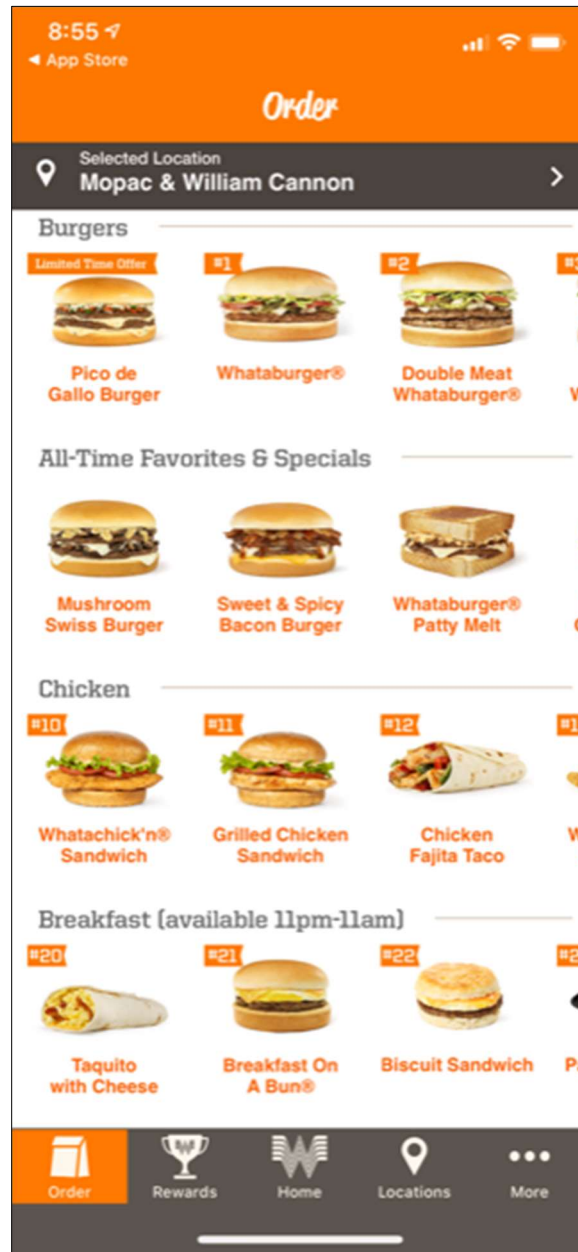 8:55
◀ App Store
Order
Selected Location
Mopac & William Cannon
Burgers
Limited Time Offer
#1
#2
Pico de
Gallo Burger
Whataburger®
Double Meat
Whataburger®
All-Time Favorites & Specials
Mushroom
Swiss Burger
Sweet & Spicy
Bacon Burger
Whataburger®
Patty Melt
Chicken
#10
#11
#12
Whatachick'n®
Sandwich
Grilled Chicken
Sandwich
Chicken
Fajita Taco
Breakfast (available 11pm-11am)
#20
#21
#22
Taquito
with Cheese
Breakfast On
A Bun®
Biscuit Sandwich
Order
Rewards
Home
Locations
More